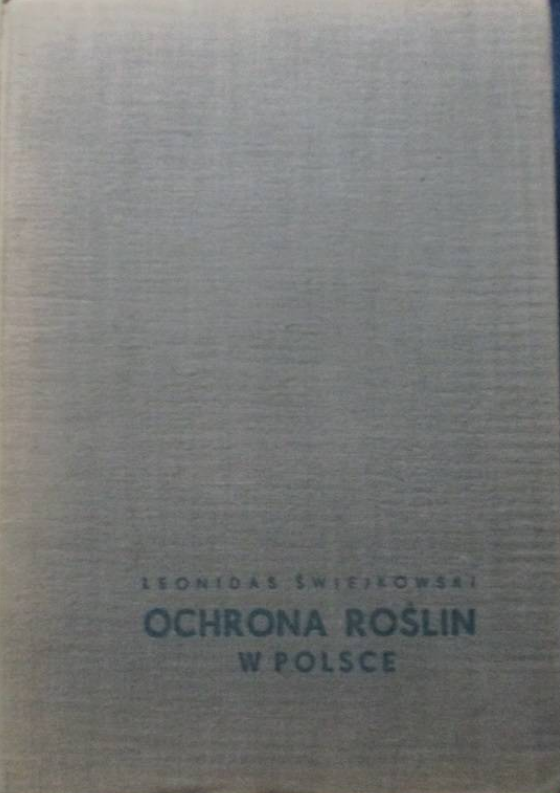 LEONIDAS ŚWIEJKOWSKI
OCHRONA ROŚLIN
W POLSCE